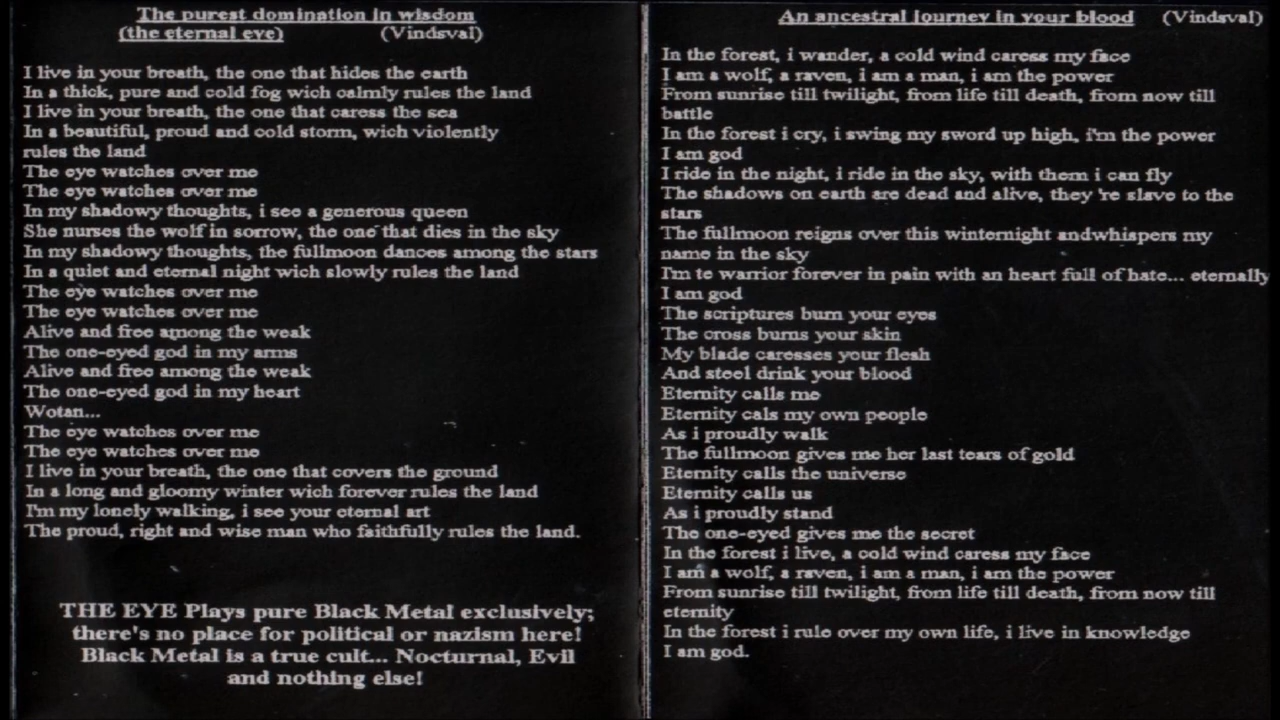 The purest domination in wisdom
(the eternal eye) (Vindsval)
I live in your breath, the one that hides the earth
In a thick, pure and cold fog wich calmly rules the land
I live in your breath, the one that caress the sea
In a beautiful, proud and cold storm, wich violently
rules the land
The eye watches over me
The eye watches over me
In my shadowy thoughts, i see a generous queen
She nurses the wolf in sorrow, the one that dies in the sky
In my shadowy thoughts, the fullmoon dances among the stars
In a quiet and eternal night wich slowly rules the land
The eye watches over me
The eye watches over me
Alive and free among the weak
The one-eyed god in my arms
Alive and free among the weak
The one-eyed god in my heart
Wotan...
The eye watches over me
The eye watches over me
I live in your breath, the one that covers the ground
In a long and gloomy winter wich forever rules the land
I'm my lonely walking, i see your eternal art
The proud, right and wise man who faithfully rules the land.
THE EYE Plays pure Black Metal exclusively;
there's no place for political or nazism here!
Black Metal is a true cult... Nocturnal, Evil
and nothing else!
An ancestral journey in your blood (Vindsval)
In the forest, i wander, a cold wind caress my face
I am a wolf, a raven, i am a man, i am the power
From sunrise till twilight, from life till death, from now till
battle
In the forest i cry, i swing my sword up high, i'm the power
I am god
I ride in the night, i ride in the sky, with them i can fly
The shadows on earth are dead and alive, they 're slave to the
stars
The fullmoon reigns over this winternight andwhispers my
name in the sky
I'm te warrior forever in pain with an heart full of hate... eternally
I am god
The scriptures burn your eyes
The cross burns your skin
My blade caresses your flesh
And steel drink your blood
Eternity calls me
Eternity cals my own people
As i proudly walk
The fullmoon gives me her last tears of gold
Eternity calls the universe
Eternity calls us
As i proudly stand
The one-eyed gives me the secret
In the forest i live, a cold wind caress my face
I am a wolf, a raven, i am a man, i am the power
From sunrise till twilight, from life till death, from now till
eternity
In the forest i rule over my own life, i live in knowledge
I am god.